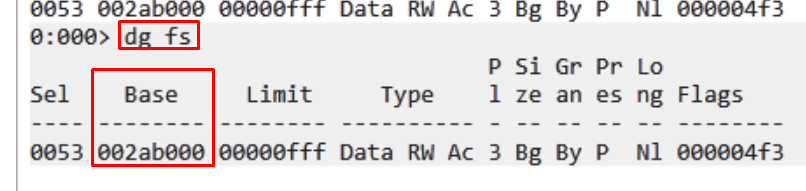 0053 002ab000 00000fff Data RW Ac 3 Bg By P  Nl 000004f3
0:000> dg fs
                                  P Si Gr Pr Lo
Sel    Base     Limit     Type    l ze an es ng Flags
---- -------- -------- ---------- - -- -- -- -- --------
0053 002ab000 00000fff Data RW Ac 3 Bg By P  Nl 000004f3